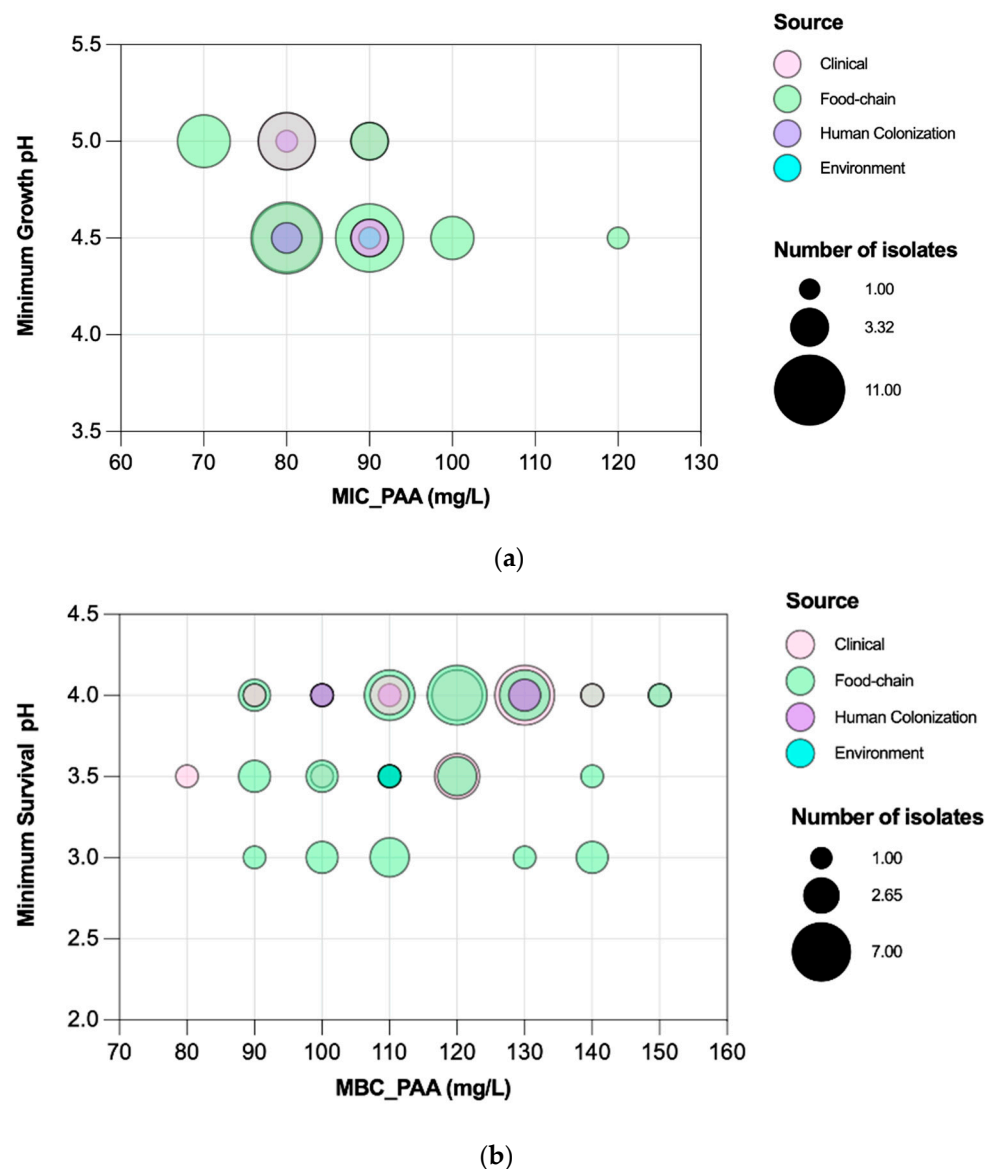 Source
Clinical
Food-chain
Human Colonization
Environment
Number of isolates
1.00
3.32
11.00
Minimum Growth pH
5.5
5.0
4.5
4.0
3.5
60 70 80 90 100 110 120 130
MIC_PAA (mg/L)
(a)
Source
Clinical
Food-chain
Human Colonization
Environment
Number of isolates
1.00
2.65
7.00
Minimum Survival pH
4.5
4.0
3.5
3.0
2.5
2.0
70 80 90 100 110 120 130 140 150 160
MBC_PAA (mg/L)
(b)